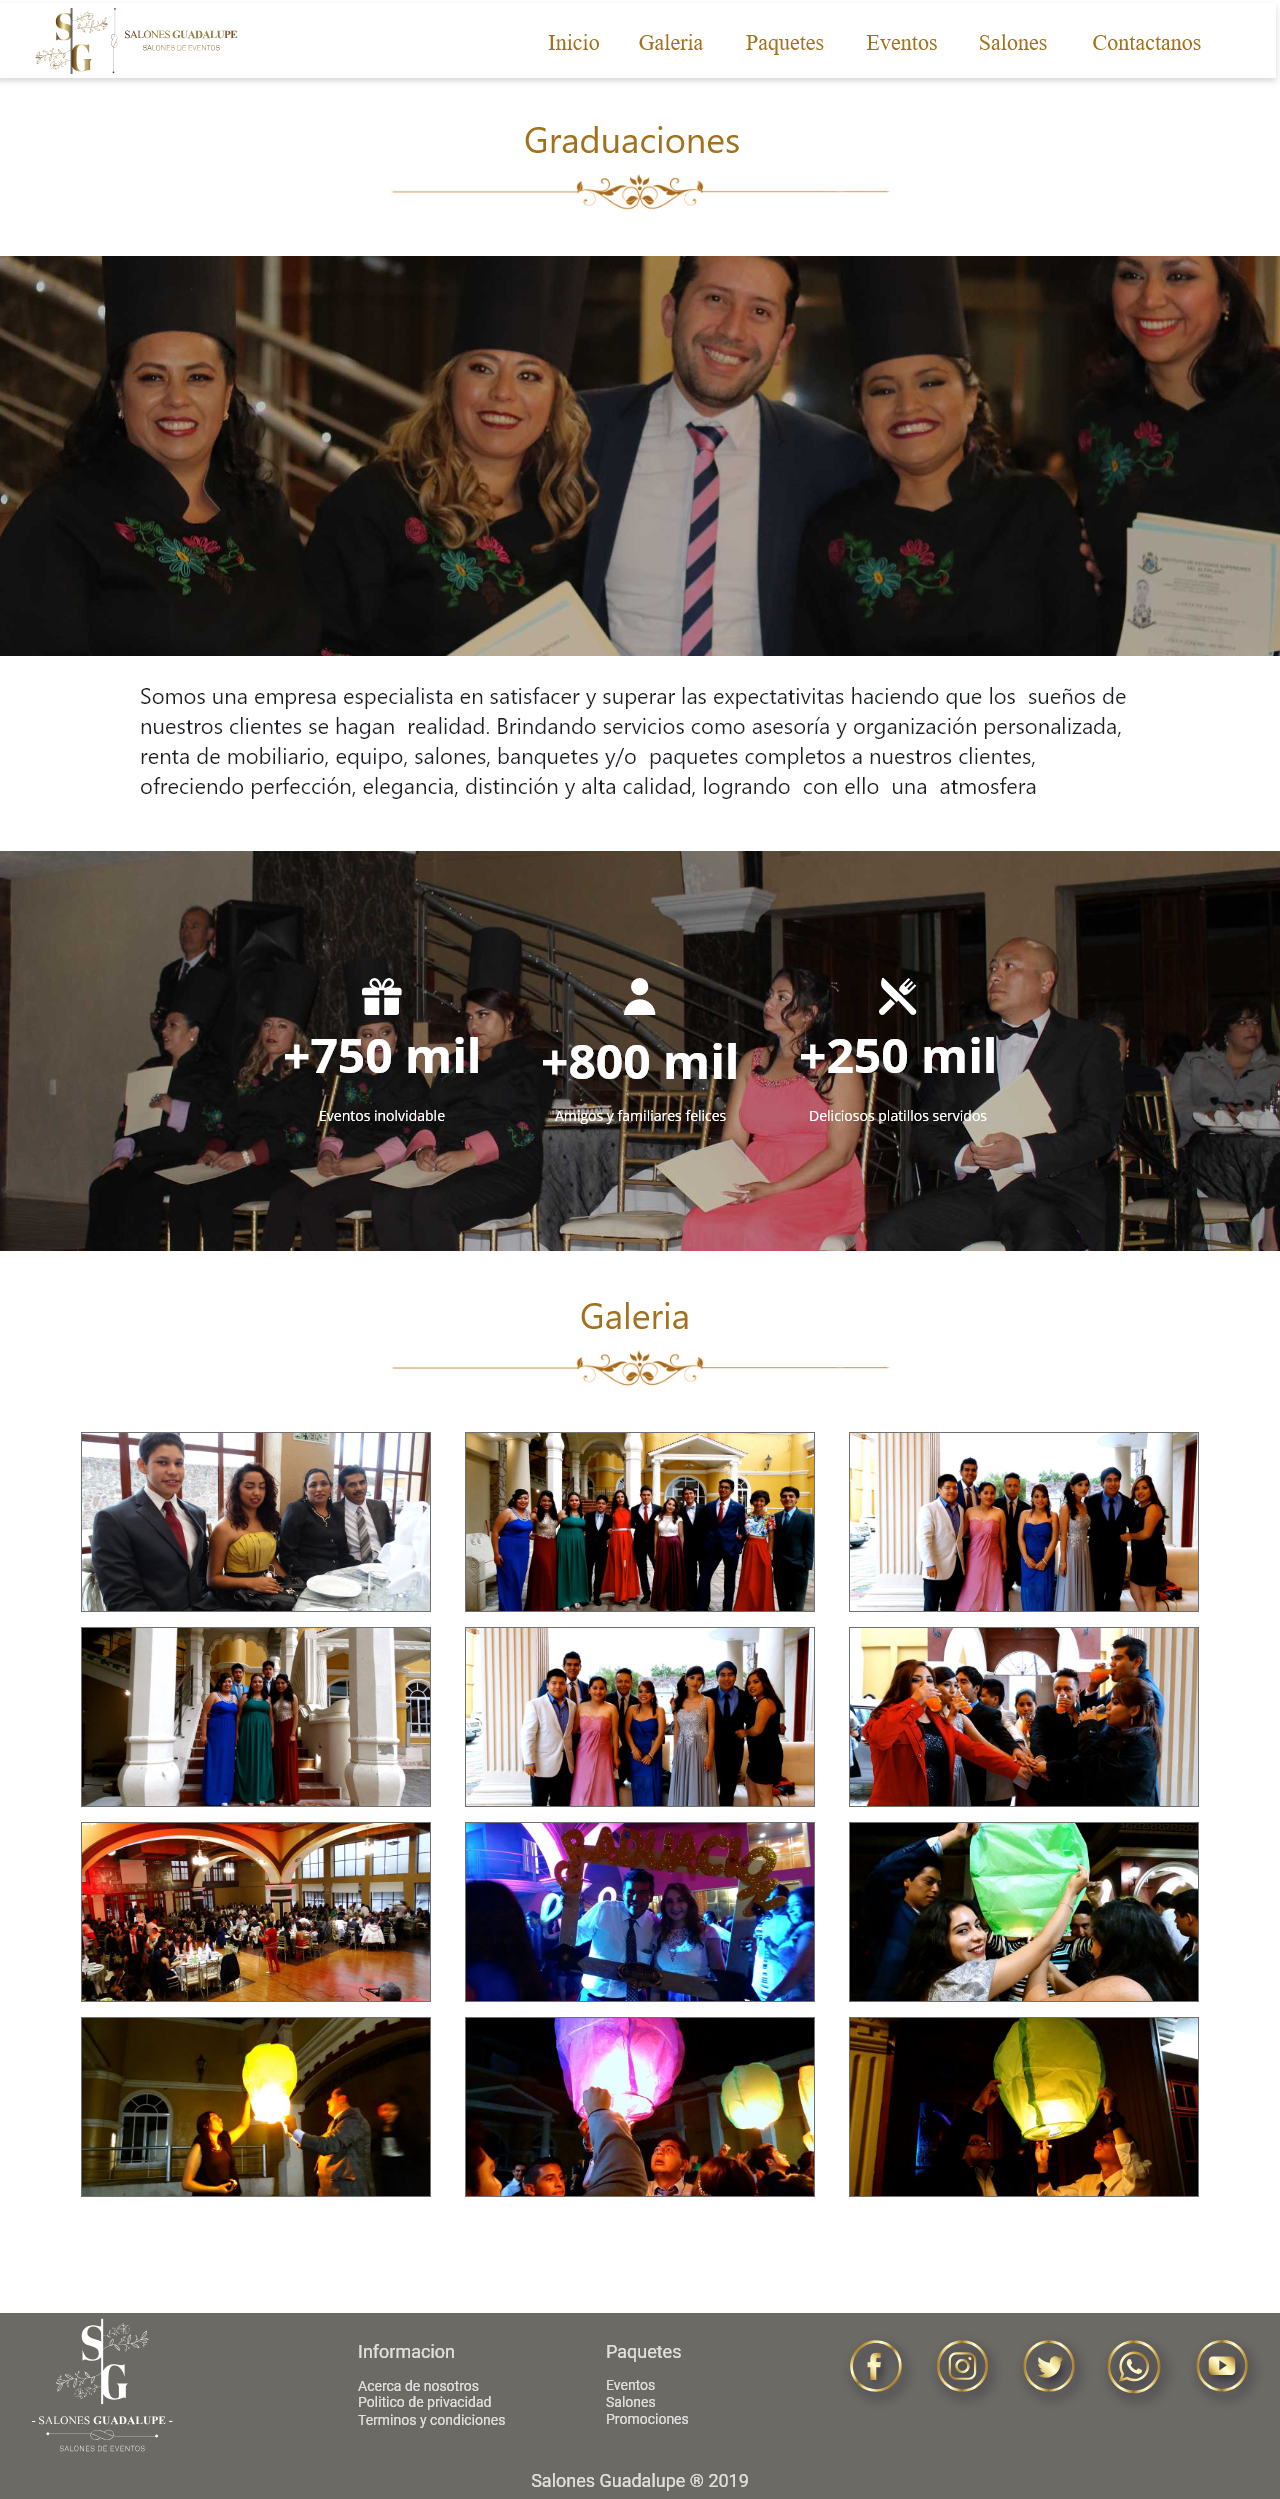 SG
SALONES GUADALUPE
SALONES DE EVENTOS
Inicio Galeria Paquetes Eventos Salones Contactanos
Graduaciones
Somos una empresa especialista en satisfacer y superar las expectativitas haciendo que los sueños de
nuestros clientes se hagan realidad. Brindando servicios como asesoría y organización personalizada,
renta de mobiliario, equipo, salones, banquetes y/o paquetes completos a nuestros clientes,
ofreciendo perfección, elegancia, distinción y alta calidad, logrando con ello una atmosfera
+750 mil
Eventos inolvidable
+800 mil
Amigos y familiares felices
+250 mil
Deliciosos platillos servidos
Galeria
SG
- SALONES GUADALUPE -
SALONES DE EVENTOS
Informacion
Acerca de nosotros
Politico de privacidad
Terminos y condiciones
Paquetes
Eventos
Salones
Promociones
Salones Guadalupe ® 2019